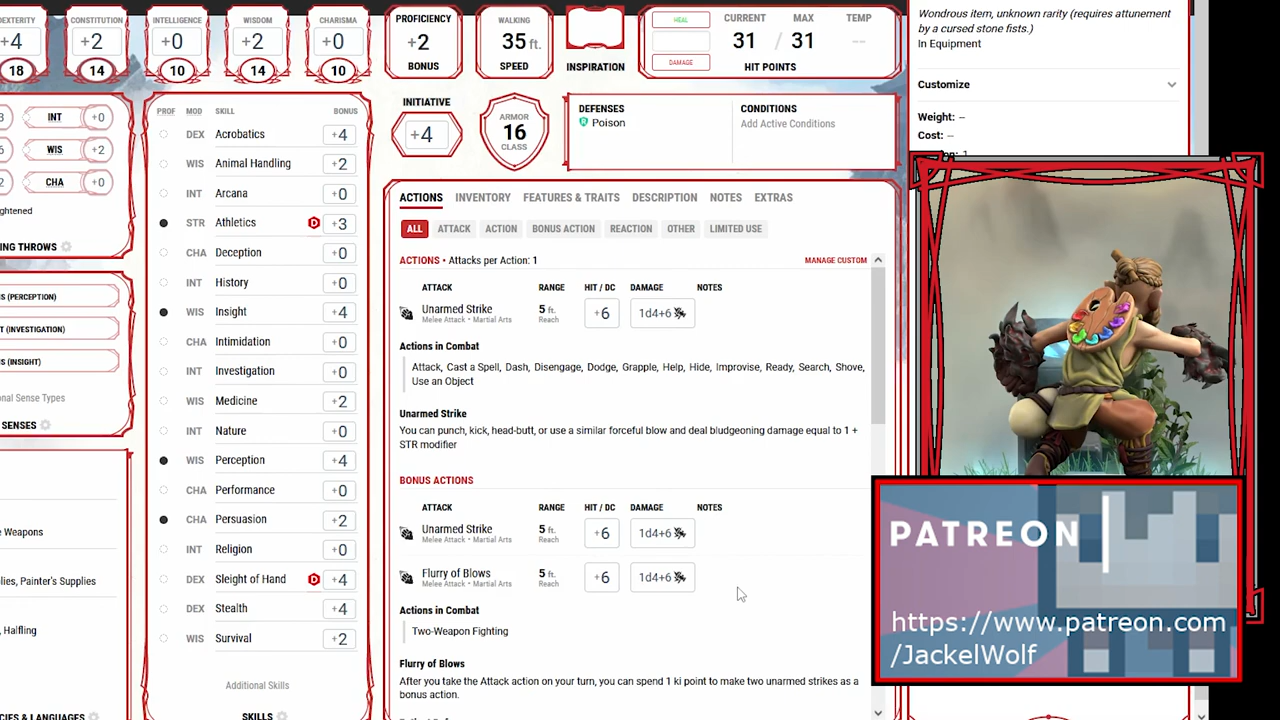 DEXTERITY
+4
18
CONSTITUTION
+2
14
INTELLIGENCE
+0
10
WISDOM
+2
14
CHARISMA
+0
10
PROFICIENCY
+2
BONUS
WALKING
35 ft.
SPEED
INSPIRATION
HEAL
DAMAGE
CURRENT
MAX
TEMP
31 / 31
--
HIT POINTS
INT +0
WIS +2
CHA +0
ING THROWS
S (PERCEPTION)
T (INVESTIGATION)
S (INSIGHT)
onal Sense Types
SENSES
e Weapons
lies, Painter's Supplies
, Halfling
CIES & LANGUAGES
PROF MOD SKILL BONUS
DEX Acrobatics +4
WIS Animal Handling +2
INT Arcana +0
STR Athletics +3
CHA Deception +0
INT History +0
WIS Insight +4
CHA Intimidation +0
INT Investigation +0
WIS Medicine +2
INT Nature +0
WIS Perception +4
CHA Performance +0
CHA Persuasion +2
INT Religion +0
DEX Sleight of Hand +4
DEX Stealth +4
WIS Survival +2
Additional Skills
SKILLS
INITIATIVE
+4
ARMOR
16
CLASS
DEFENSES
Poison
CONDITIONS
Add Active Conditions
ACTIONS INVENTORY FEATURES & TRAITS DESCRIPTION NOTES EXTRAS
ALL ATTACK ACTION BONUS ACTION REACTION OTHER LIMITED USE
ACTIONS • Attacks per Action: 1
MANAGE CUSTOM
ATTACK RANGE HIT / DC DAMAGE NOTES
Unarmed Strike 5 ft. +6 1d4+6
Melee Attack • Martial Arts Reach
Actions in Combat
Attack, Cast a Spell, Dash, Disengage, Dodge, Grapple, Help, Hide, Improvise, Ready, Search, Shove,
Use an Object
Unarmed Strike
You can punch, kick, head-butt, or use a similar forceful blow and deal bludgeoning damage equal to 1 +
STR modifier
BONUS ACTIONS
ATTACK RANGE HIT / DC DAMAGE NOTES
Unarmed Strike 5 ft. +6 1d4+6
Melee Attack • Martial Arts Reach
Flurry of Blows 5 ft. +6 1d4+6
Melee Attack • Martial Arts Reach
Actions in Combat
Two-Weapon Fighting
Flurry of Blows
After you take the Attack action on your turn, you can spend 1 ki point to make two unarmed strikes as a
bonus action.
Wondrous item, unknown rarity (requires attunement
by a cursed stone fists.)
In Equipment
Customize
Weight: --
Cost: --
PATREON
https://www.patreon.com
/JackelWolf